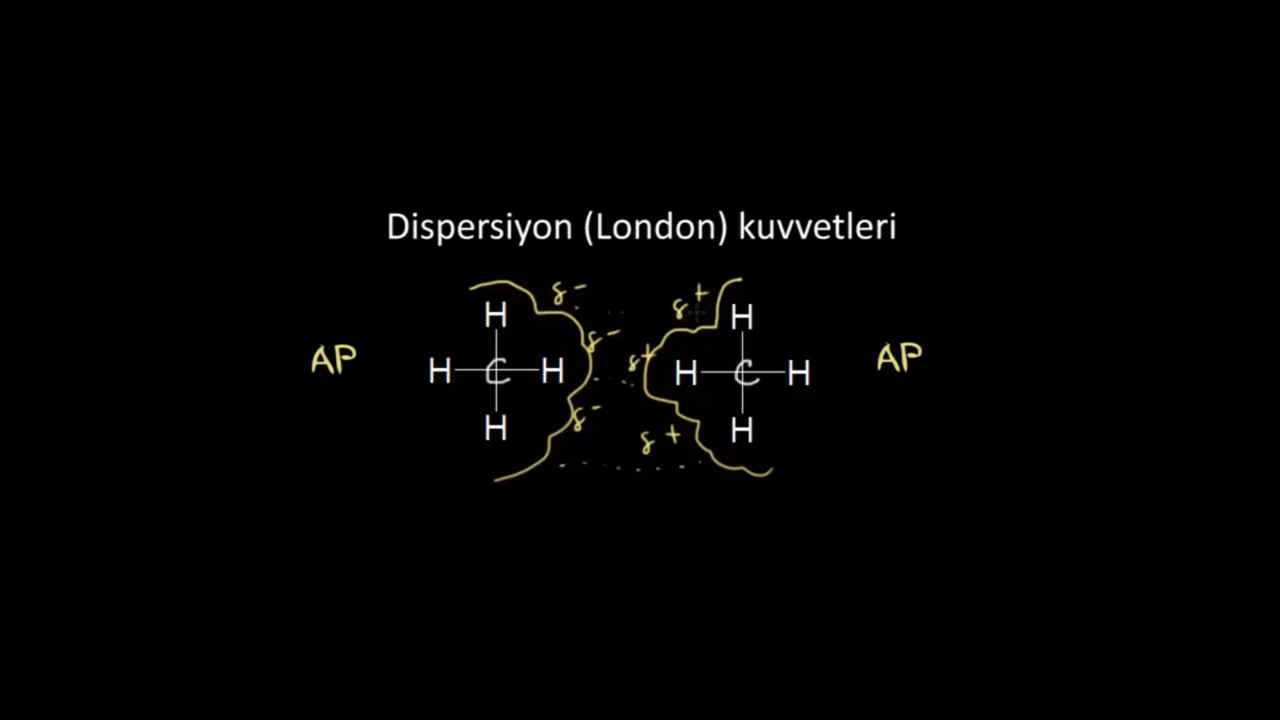 Dispersiyon (London) kuvvetleri
δ-
δ+
H
H
δ-
AP
δ+
AP
H C H
H C H
δ-
δ+
H
H